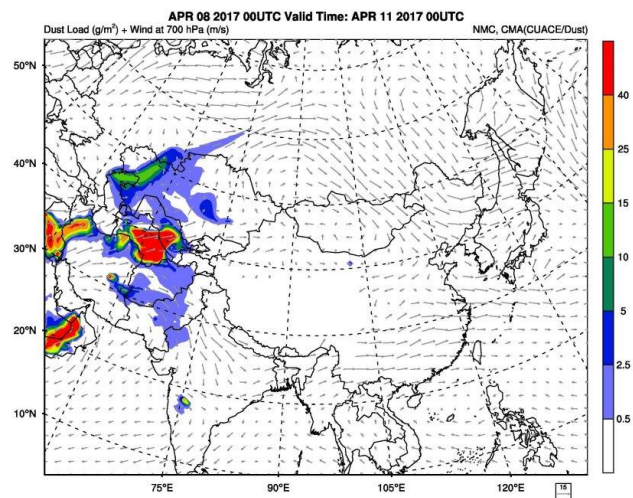 APR 08 2017 00UTC Valid Time: APR 11 2017 00UTC
Dust Load (g/m²) + Wind at 700 hPa (m/s)
NMC, CMA(CUACE/Dust)
50°N
40°N
30°N
20°N
10°N
75°E
90°E
105°E
120°E
40
25
15
10
5
2.5
0.5
15